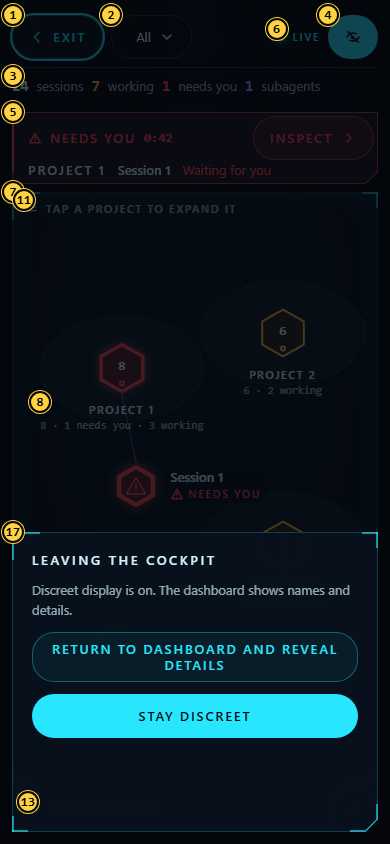 1
2
4
EXIT
All
6
LIVE
3
24 sessions 7 working 1 needs you 1 subagents
5
NEEDS YOU 0:42
INSPECT
PROJECT 1 Session 1 Waiting for you
7
11
TAP A PROJECT TO EXPAND IT
6
8
PROJECT 2
6 · 2 working
8
PROJECT 1
8 · 1 needs you · 3 working
Session 1
NEEDS YOU
17
LEAVING THE COCKPIT
Discreet display is on. The dashboard shows names and
details.
RETURN TO DASHBOARD AND REVEAL
DETAILS
STAY DISCREET
13